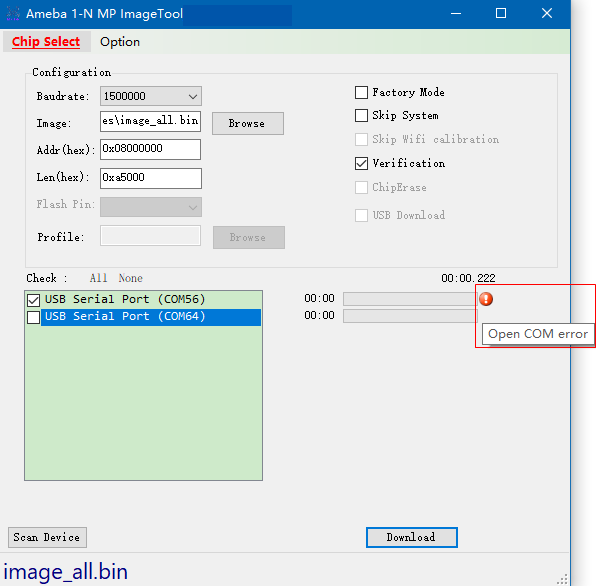 Ameba 1-N MP ImageTool
Chip Select Option
Configuration
Baudrate: 1500000
Image: es\image_all.bin Browse
Addr(hex): 0x08000000
Len(hex): 0xa5000
Flash Pin:
Profile: Browse
Factory Mode
Skip System
Skip Wifi calibration
Verification
ChipErase
USB Download
Check : All None 00:00.222
USB Serial Port (COM56) 00:00
USB Serial Port (COM64) 00:00
Open COM error
Scan Device Download
image_all.bin